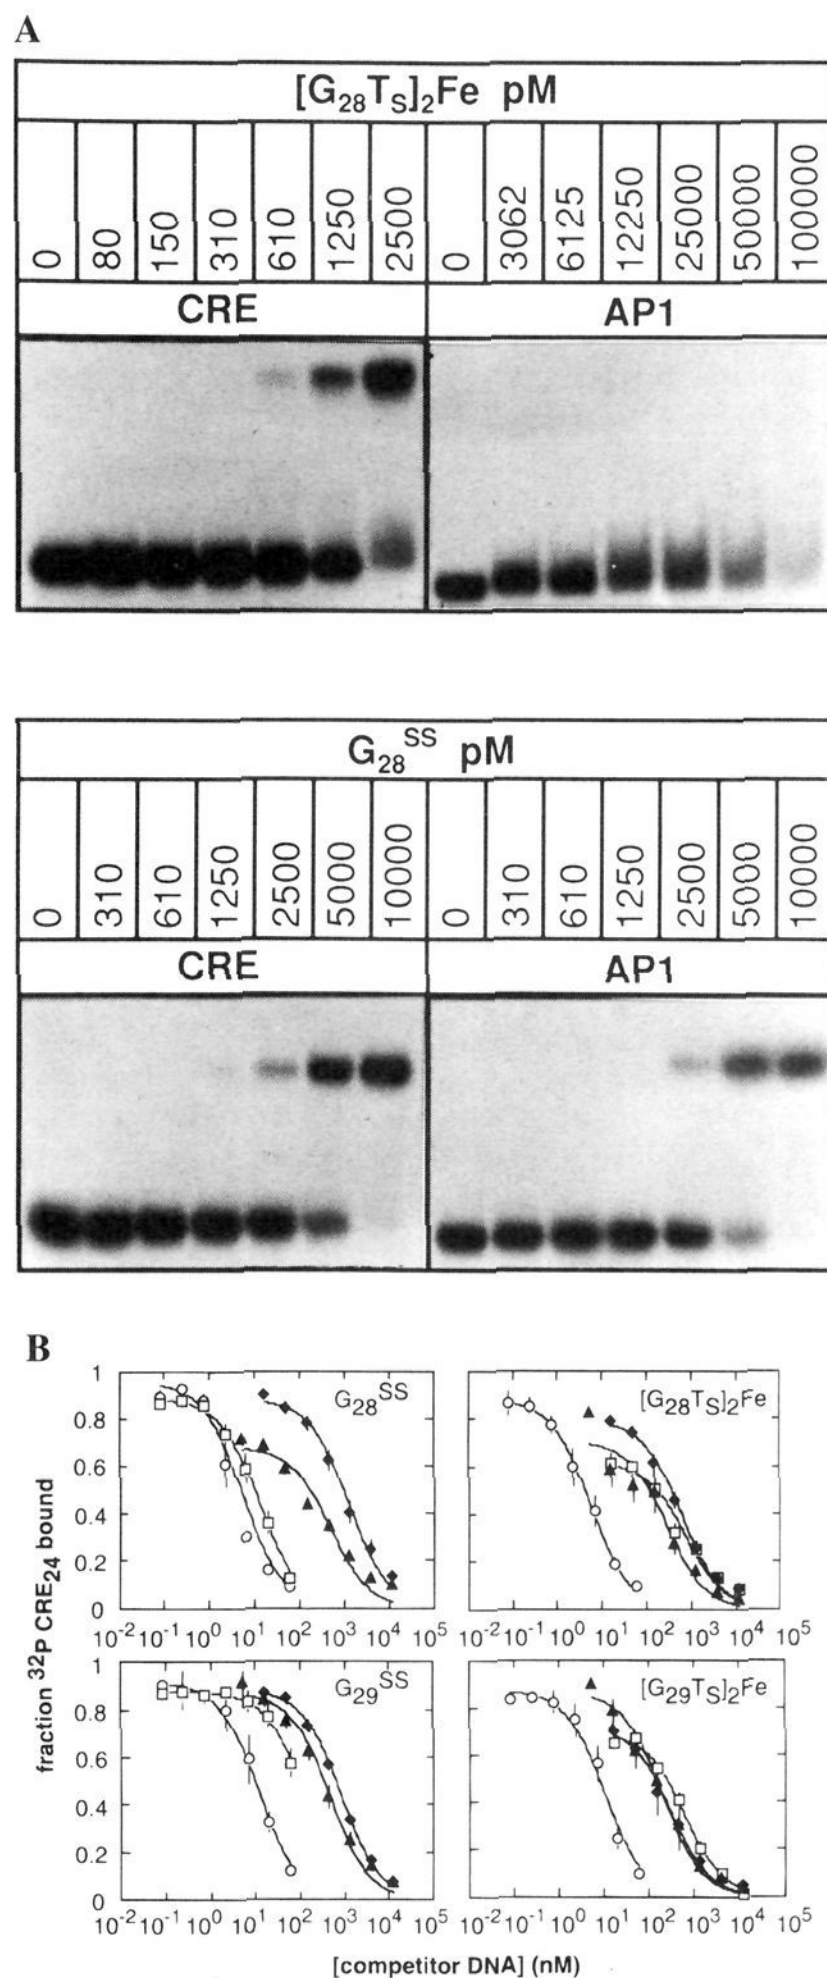 A
[G28TS]2Fe pM
0 80 150 310 610 1250 2500 0 3062 6125 12250 25000 50000 100000
CRE AP1
G28SS pM
0 310 610 1250 2500 5000 10000 0 310 610 1250 2500 5000 10000
CRE AP1
B
fraction 32P CRE24 bound
1
0.8
0.6
0.4
0.2
0
G28SS
[G28TS]2Fe
10-2 10-1 100 101 102 103 104 105
10-2 10-1 100 101 102 103 104 105
1
0.8
0.6
0.4
0.2
0
G29SS
[G29TS]2Fe
10-2 10-1 100 101 102 103 104 105
10-2 10-1 100 101 102 103 104 105
[competitor DNA] (nM)